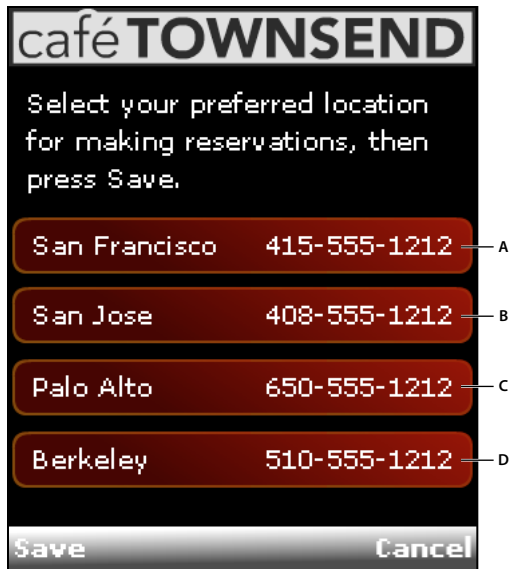 café TOWNSEND
Select your preferred location
for making reservations, then
press Save.
San Francisco 415-555-1212 A
San Jose 408-555-1212 B
Palo Alto 650-555-1212 C
Berkeley 510-555-1212 D
Save Cancel